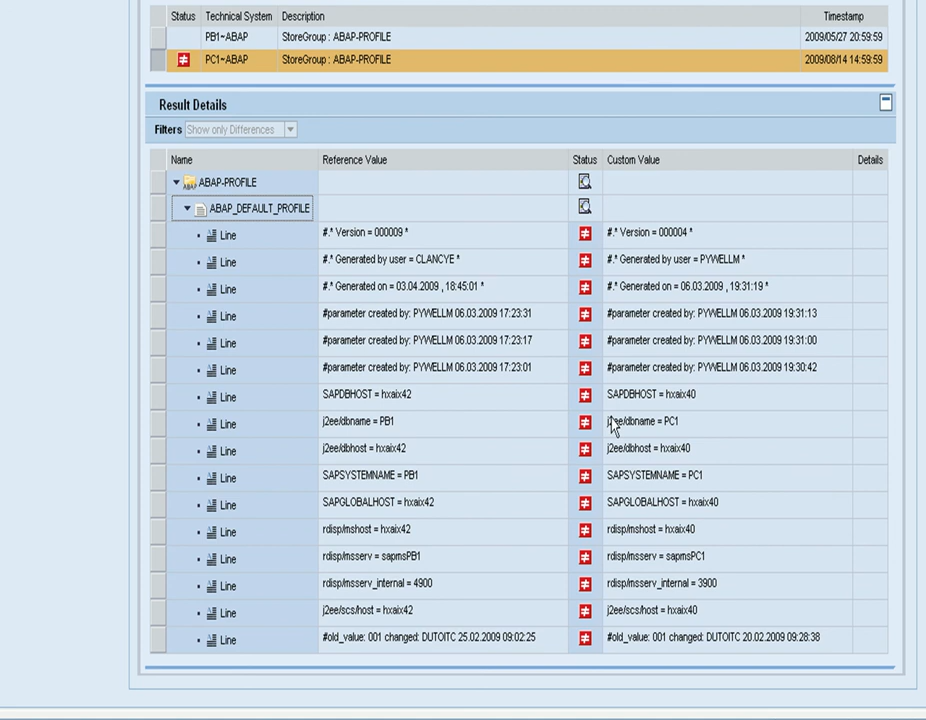 Status Technical System Description Timestamp
PB1~ABAP StoreGroup : ABAP-PROFILE 2009/05/27 20:59:59
PC1~ABAP StoreGroup : ABAP-PROFILE 2009/08/14 14:59:59
Result Details
Filters Show only Differences
Name Reference Value Status Custom Value Details
ABAP-PROFILE
ABAP_DEFAULT_PROFILE
Line #.* Version = 000009 * #.* Version = 000004 *
Line #.* Generated by user = CLANCYE * #.* Generated by user = PYWELLM *
Line #.* Generated on = 03.04.2009 , 18:45:01 * #.* Generated on = 06.03.2009 , 19:31:19 *
Line #parameter created by: PYWELLM 06.03.2009 17:23:31 #parameter created by: PYWELLM 06.03.2009 19:31:13
Line #parameter created by: PYWELLM 06.03.2009 17:23:17 #parameter created by: PYWELLM 06.03.2009 19:31:00
Line #parameter created by: PYWELLM 06.03.2009 17:23:01 #parameter created by: PYWELLM 06.03.2009 19:30:42
Line SAPDBHOST = hxaix42 SAPDBHOST = hxaix40
Line j2ee/dbname = PB1 j2ee/dbname = PC1
Line j2ee/dbhost = hxaix42 j2ee/dbhost = hxaix40
Line SAPSYSTEMNAME = PB1 SAPSYSTEMNAME = PC1
Line SAPGLOBALHOST = hxaix42 SAPGLOBALHOST = hxaix40
Line rdisp/mshost = hxaix42 rdisp/mshost = hxaix40
Line rdisp/msserv = sapmsPB1 rdisp/msserv = sapmsPC1
Line rdisp/msserv_internal = 4900 rdisp/msserv_internal = 3900
Line j2ee/scs/host = hxaix42 j2ee/scs/host = hxaix40
Line #old_value: 001 changed: DUTOITC 25.02.2009 09:02:25 #old_value: 001 changed: DUTOITC 20.02.2009 09:28:38